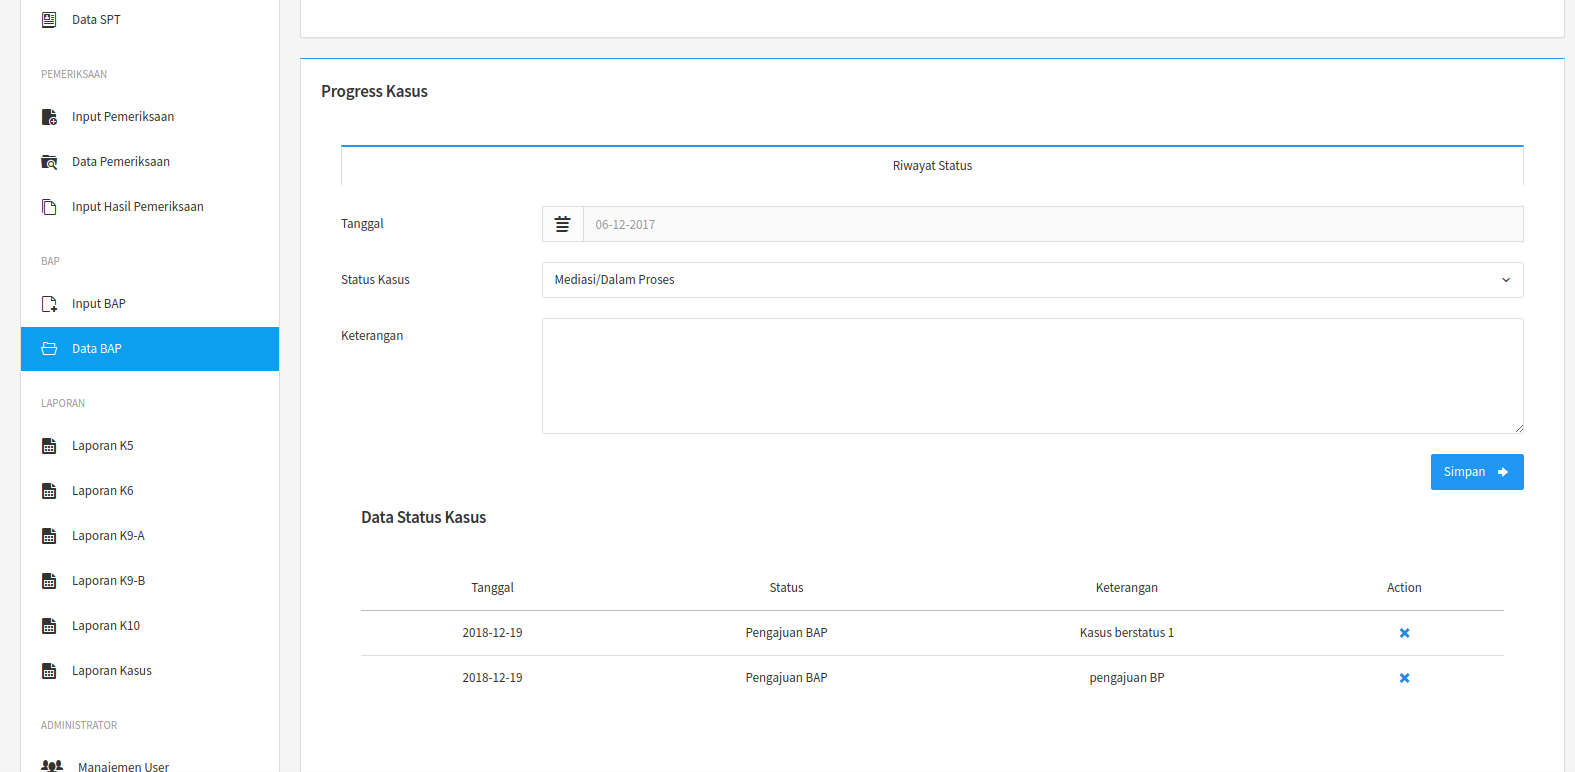 Data SPT
PEMERIKSAAN
Input Pemeriksaan
Data Pemeriksaan
Input Hasil Pemeriksaan
BAP
Input BAP
Data BAP
LAPORAN
Laporan K5
Laporan K6
Laporan K9-A
Laporan K9-B
Laporan K10
Laporan Kasus
ADMINISTRATOR
Manajemen User
Progress Kasus
Riwayat Status
Tanggal 06-12-2017
Status Kasus Mediasi/Dalam Proses
Keterangan
Simpan
Data Status Kasus
Tanggal Status Keterangan Action
2018-12-19 Pengajuan BAP Kasus berstatus 1
2018-12-19 Pengajuan BAP pengajuan BP